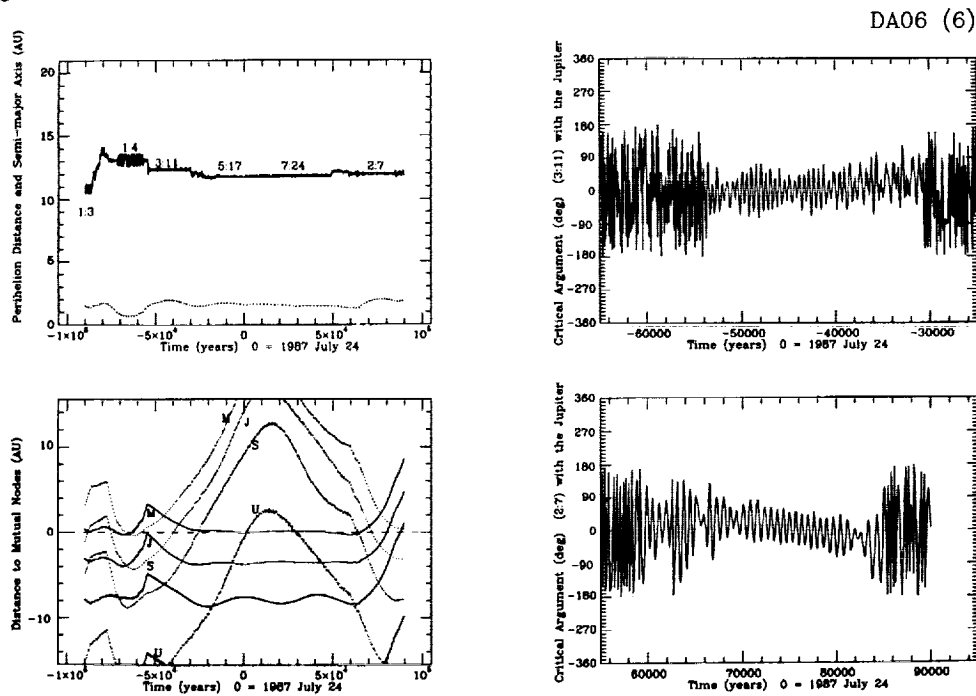 DA06 (6)
Perihelion Distance and Semi-major Axis (AU)
20
15
10
5
0
1:3
1:4
3:11
5:17
7:24
2:7
−1×10⁵ −5×10⁴ 0 5×10⁴ 10⁵
Time (years) 0 = 1987 July 24
Critical Argument (deg) (3:11) with the Jupiter
360
270
180
90
0
−90
−180
−270
−360
−60000 −50000 −40000 −30000
Time (years) 0 = 1987 July 24
Distance to Mutual Nodes (AU)
10
0
−10
M
J
S
U
M
J
S
U
−1×10⁵ −5×10⁴ 0 5×10⁴ 10⁵
Time (years) 0 = 1987 July 24
Critical Argument (deg) (2:7) with the Jupiter
360
270
180
90
0
−90
−180
−270
−360
60000 70000 80000 90000
Time (years) 0 = 1987 July 24